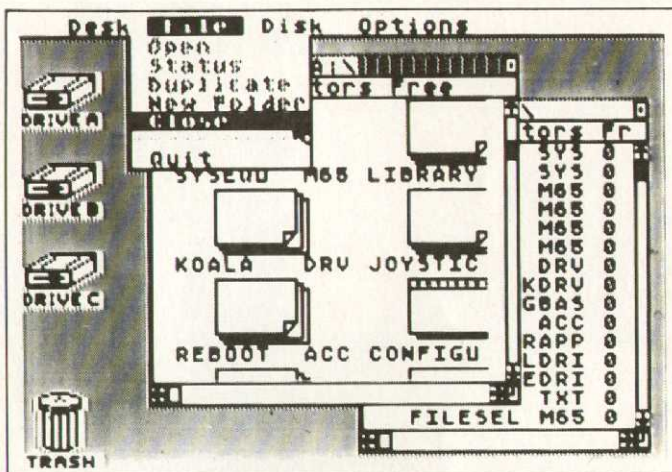 Desk File Disk Options
Open
Status
Duplicate
New Folder
Close
Quit
A:\
tors Free
DRIVE A
DRIVE B
DRIVE C
TRASH
M65 LIBRARY
KOALA DRV JOYSTIC
REBOOT ACC CONFIGU
\
tors Fr
SYS 0
SYS 0
M65 0
M65 0
M65 0
M65 0
DRV 0
KDRV 0
GBAS 0
ACC 0
RAPP 0
LDRI 0
EDRI 0
TXT 0
FILESEL M65 0